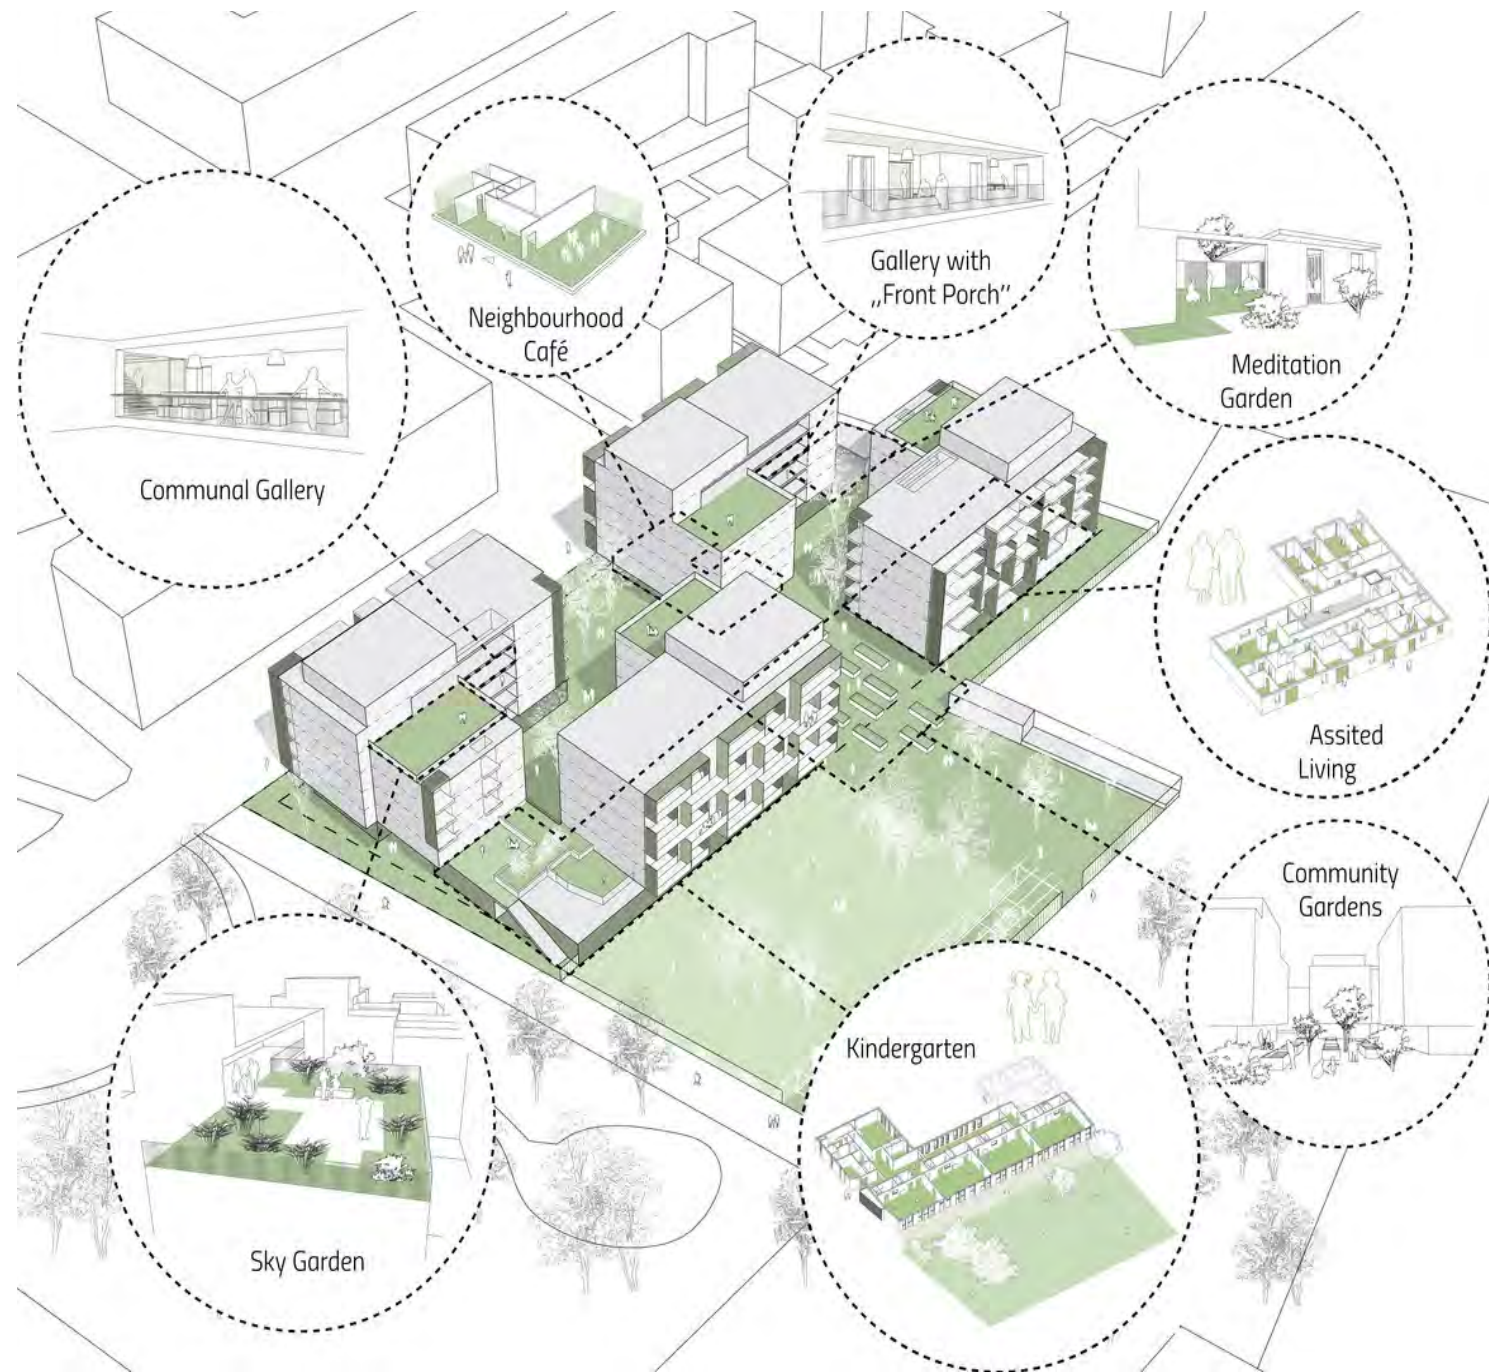 Gallery with
„Front Porch"
Neighbourhood
Café
Meditation
Garden
Communal Gallery
Assited
Living
Community
Gardens
Kindergarten
Sky Garden